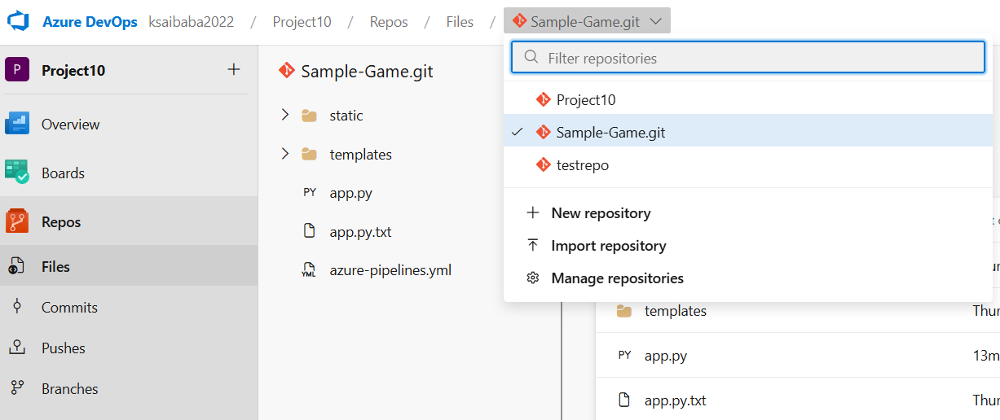 Azure DevOps ksaibaba2022 / Project10 / Repos / Files / Sample-Game.git
P Project10 +
Overview
Boards
Repos
Files
Commits
Pushes
Branches
Sample-Game.git
static
templates
PY app.py
app.py.txt
YML azure-pipelines.yml
Filter repositories
Project10
Sample-Game.git
testrepo
New repository
Import repository
Manage repositories
templates Thur
PY app.py 13m
app.py.txt Thur